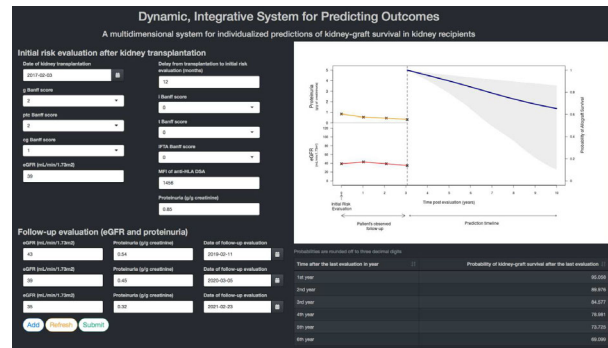 Dynamic, Integrative System for Predicting Outcomes
A multidimensional system for individualized predictions of kidney-graft survival in kidney recipients
Initial risk evaluation after kidney transplantation
Date of kidney transplantation
2017-02-03
Delay from transplantation to initial risk
evaluation (months)
12
g Banff score
2
i Banff score
0
ptc Banff score
2
t Banff score
0
cg Banff score
1
IFTA Banff score
0
eGFR (mL/min/1.73m2)
39
MFI of anti-HLA DSA
1458
Proteinuria (g/g creatinine)
0.85
Follow-up evaluation (eGFR and proteinuria)
eGFR (mL/min/1.73m2)
Proteinuria (g/g creatinine)
Date of follow-up evaluation
43
0.54
2019-02-11
eGFR (mL/min/1.73m2)
Proteinuria (g/g creatinine)
Date of follow-up evaluation
39
0.45
2020-03-05
eGFR (mL/min/1.73m2)
Proteinuria (g/g creatinine)
Date of follow-up evaluation
35
0.32
2021-02-23
Add
Refresh
Submit
Proteinuria
eGFR
Probability of Allograft Survival
Initial Risk
Evaluation
Time post evaluation (years)
Patient's observed
follow up
Prediction timeline
Probabilities are rounded off to three decimal digits
Time after the last evaluation in year
Probability of kidney-graft survival after the last evaluation
1st year
2nd year
89.976
3rd year
84.577
4th year
5th year
73.725
6th year
69.090